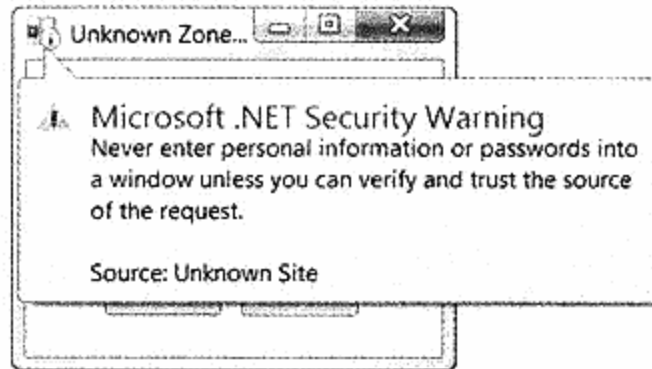 Unknown Zone...
Microsoft .NET Security Warning
Never enter personal information or passwords into
a window unless you can verify and trust the source
of the request.
Source: Unknown Site